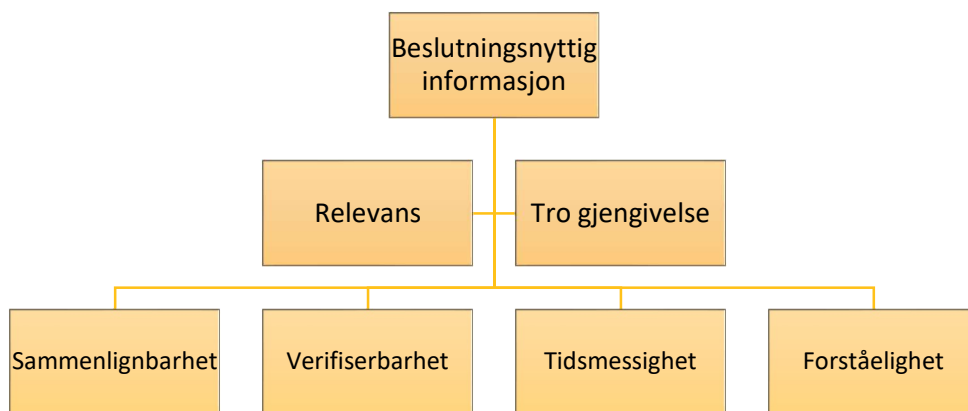 Beslutningsnyttig
informasjon
Relevans
Tro gjengivelse
Sammenlignbarhet
Verifiserbarhet
Tidsmessighet
Forståelighet